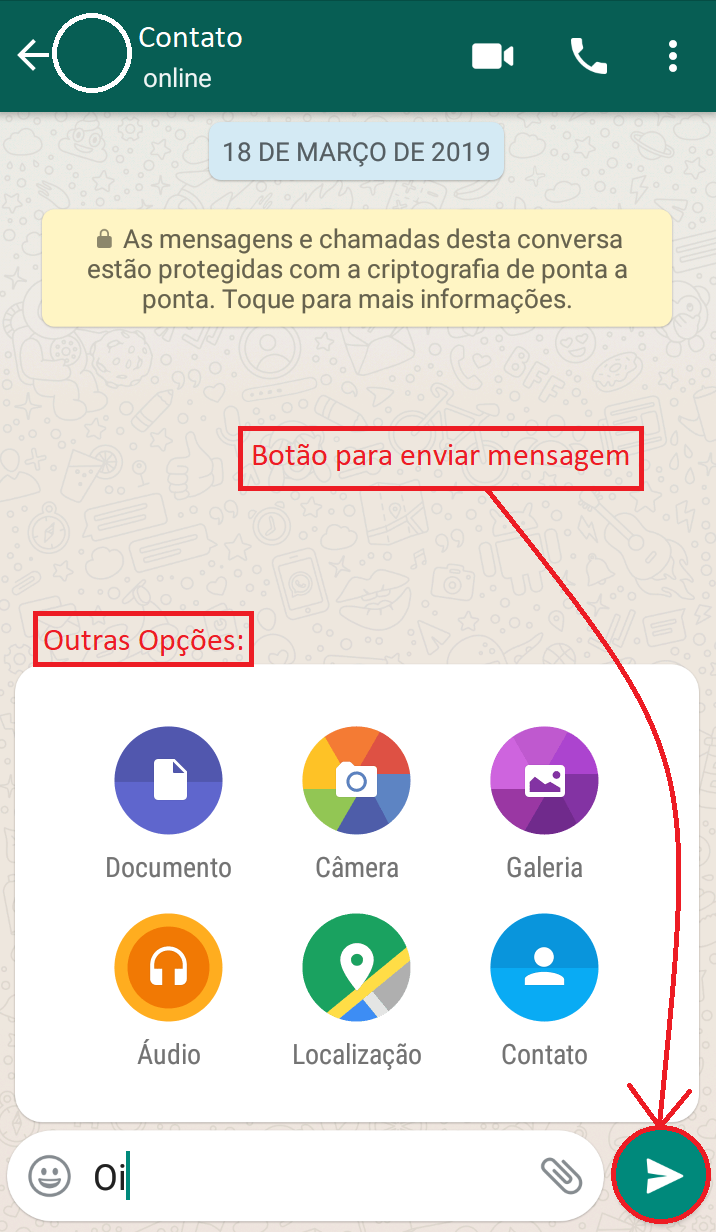 Contato
online
18 DE MARÇO DE 2019
As mensagens e chamadas desta conversa
estão protegidas com a criptografia de ponta a
ponta. Toque para mais informações.
Botão para enviar mensagem
Outras Opções:
Documento
Câmera
Galeria
Áudio
Localização
Contato
Oi